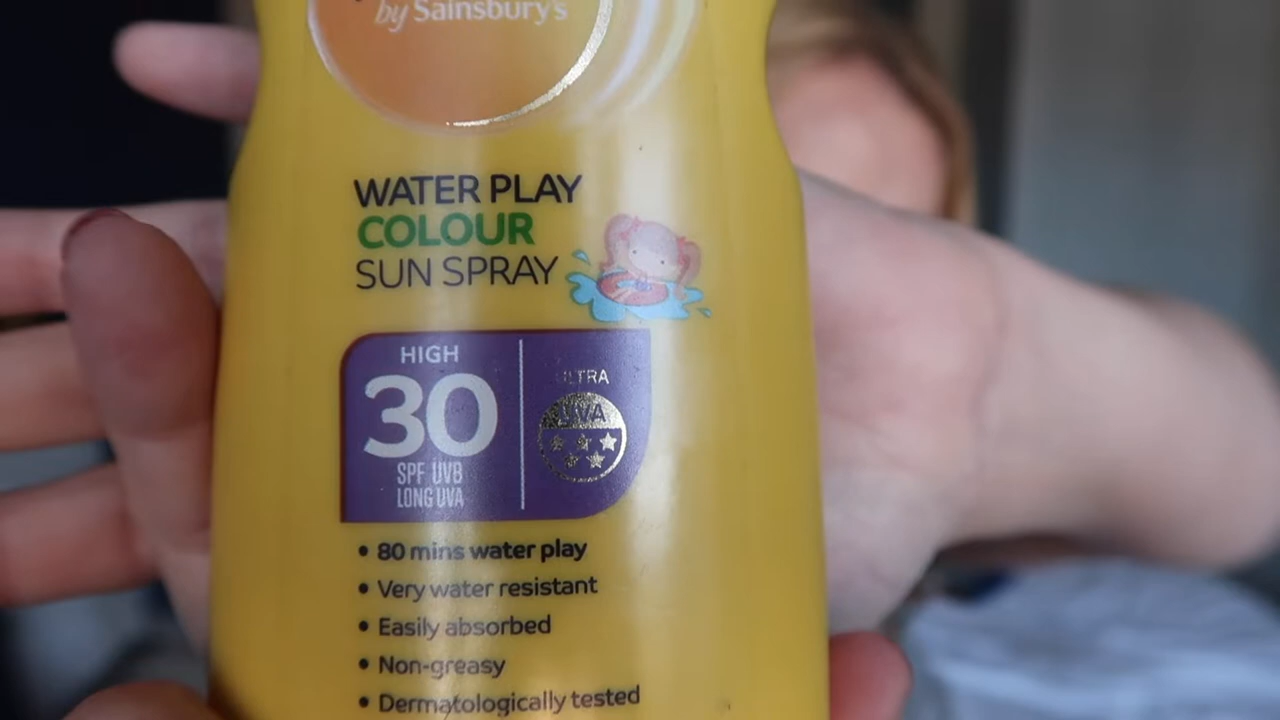 by Sainsbury's
WATER PLAY
COLOUR
SUN SPRAY
HIGH
30
SPF UVB
LONG UVA
ULTRA
UVA
• 80 mins water play
• Very water resistant
• Easily absorbed
• Non-greasy
• Dermatologically tested